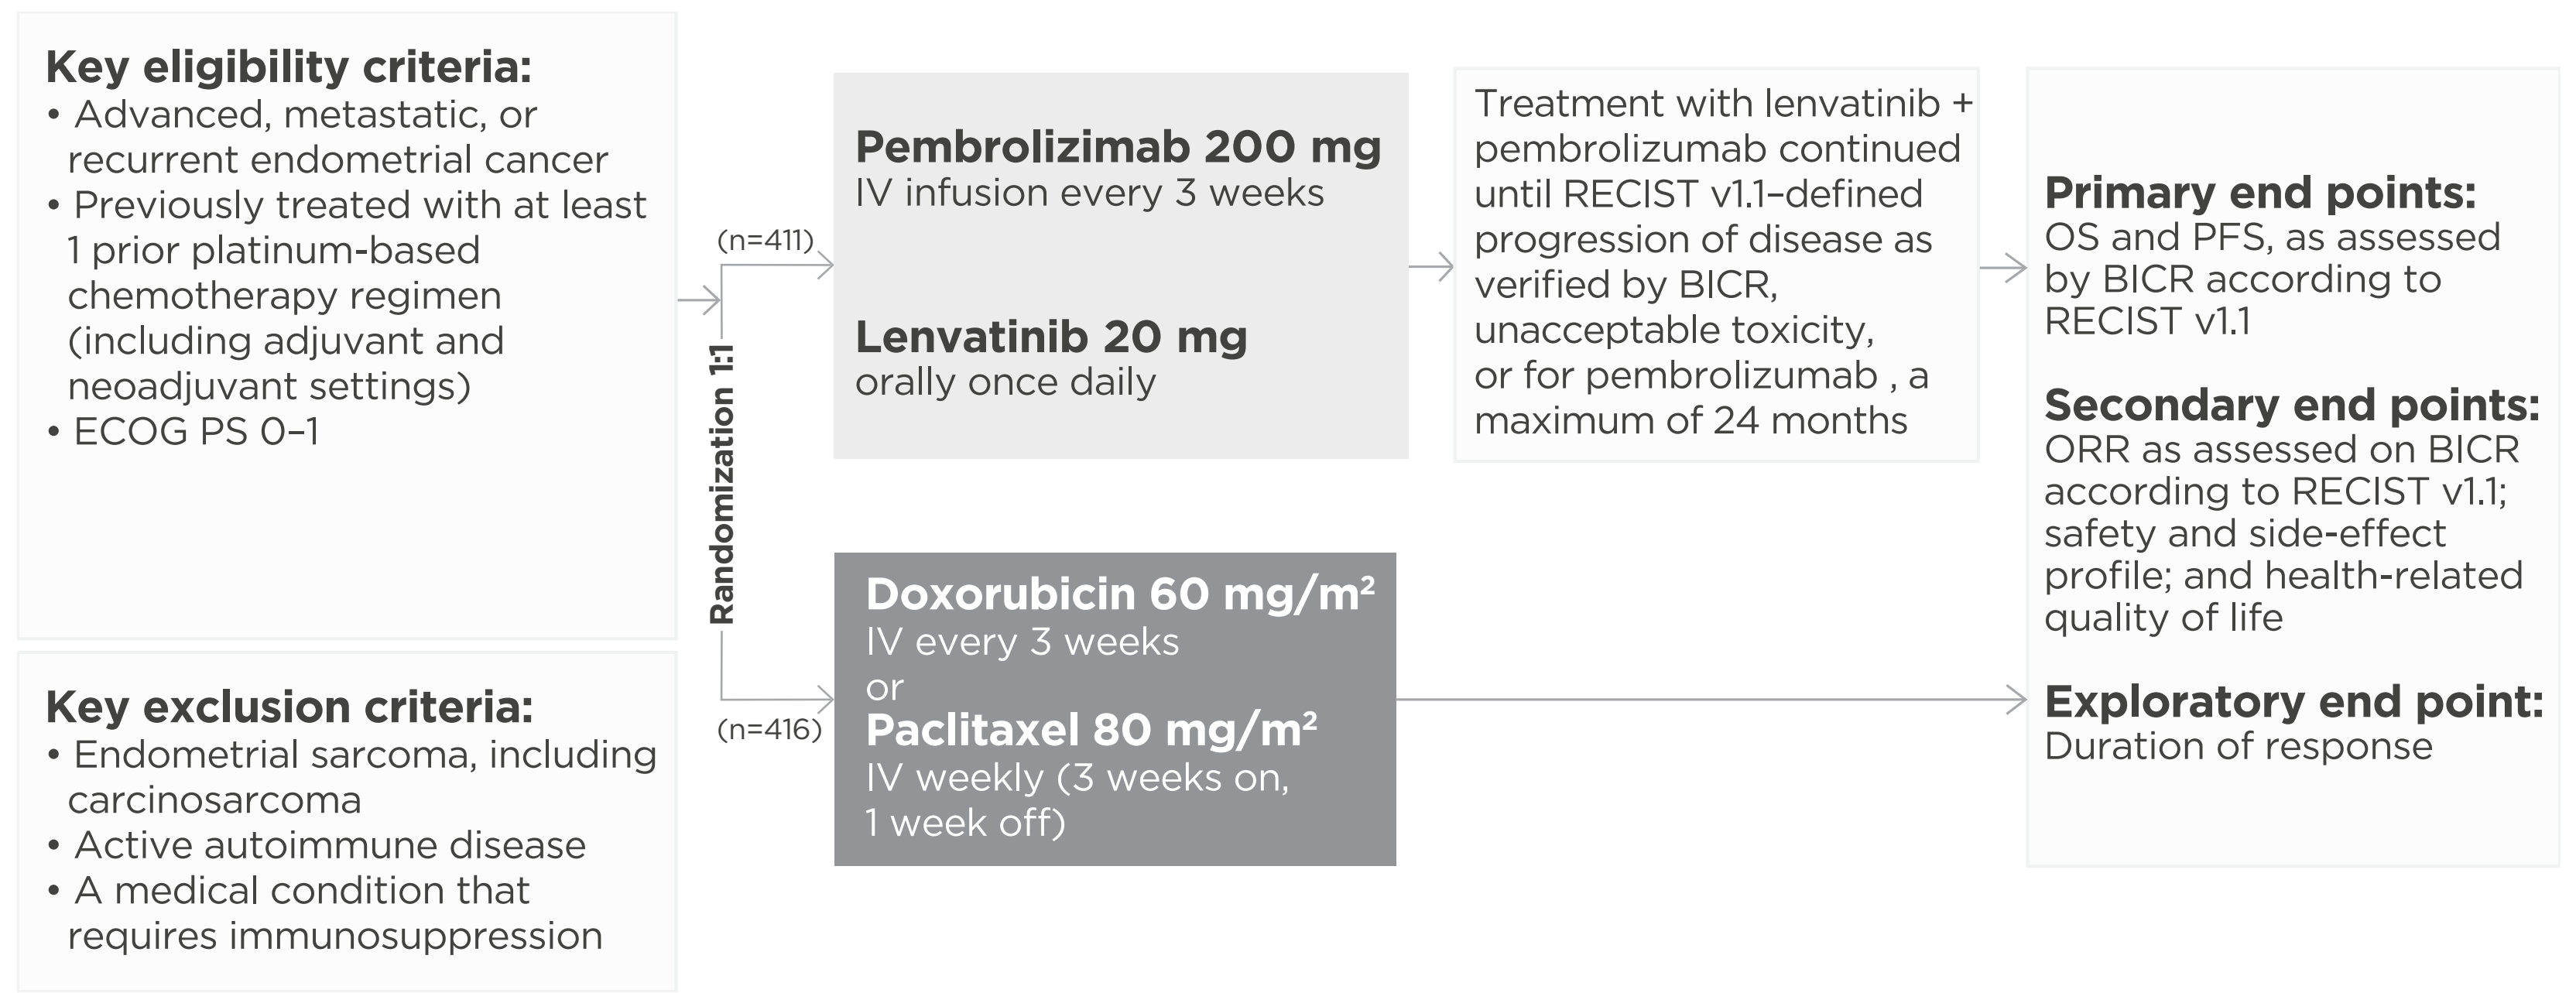 Key eligibility criteria:
• Advanced, metastatic, or
recurrent endometrial cancer
• Previously treated with at least
1 prior platinum-based
chemotherapy regimen
(including adjuvant and
neoadjuvant settings)
• ECOG PS 0–1
Key exclusion criteria:
• Endometrial sarcoma, including
carcinosarcoma
• Active autoimmune disease
• A medical condition that
requires immunosuppression
Randomization 1:1
(n=411)
(n=416)
Pembrolizimab 200 mg
IV infusion every 3 weeks
Lenvatinib 20 mg
orally once daily
Doxorubicin 60 mg/m²
IV every 3 weeks
or
Paclitaxel 80 mg/m²
IV weekly (3 weeks on,
1 week off)
Treatment with lenvatinib +
pembrolizumab continued
until RECIST v1.1–defined
progression of disease as
verified by BICR,
unacceptable toxicity,
or for pembrolizumab , a
maximum of 24 months
Primary end points:
OS and PFS, as assessed
by BICR according to
RECIST v1.1
Secondary end points:
ORR as assessed on BICR
according to RECIST v1.1;
safety and side-effect
profile; and health-related
quality of life
Exploratory end point:
Duration of response